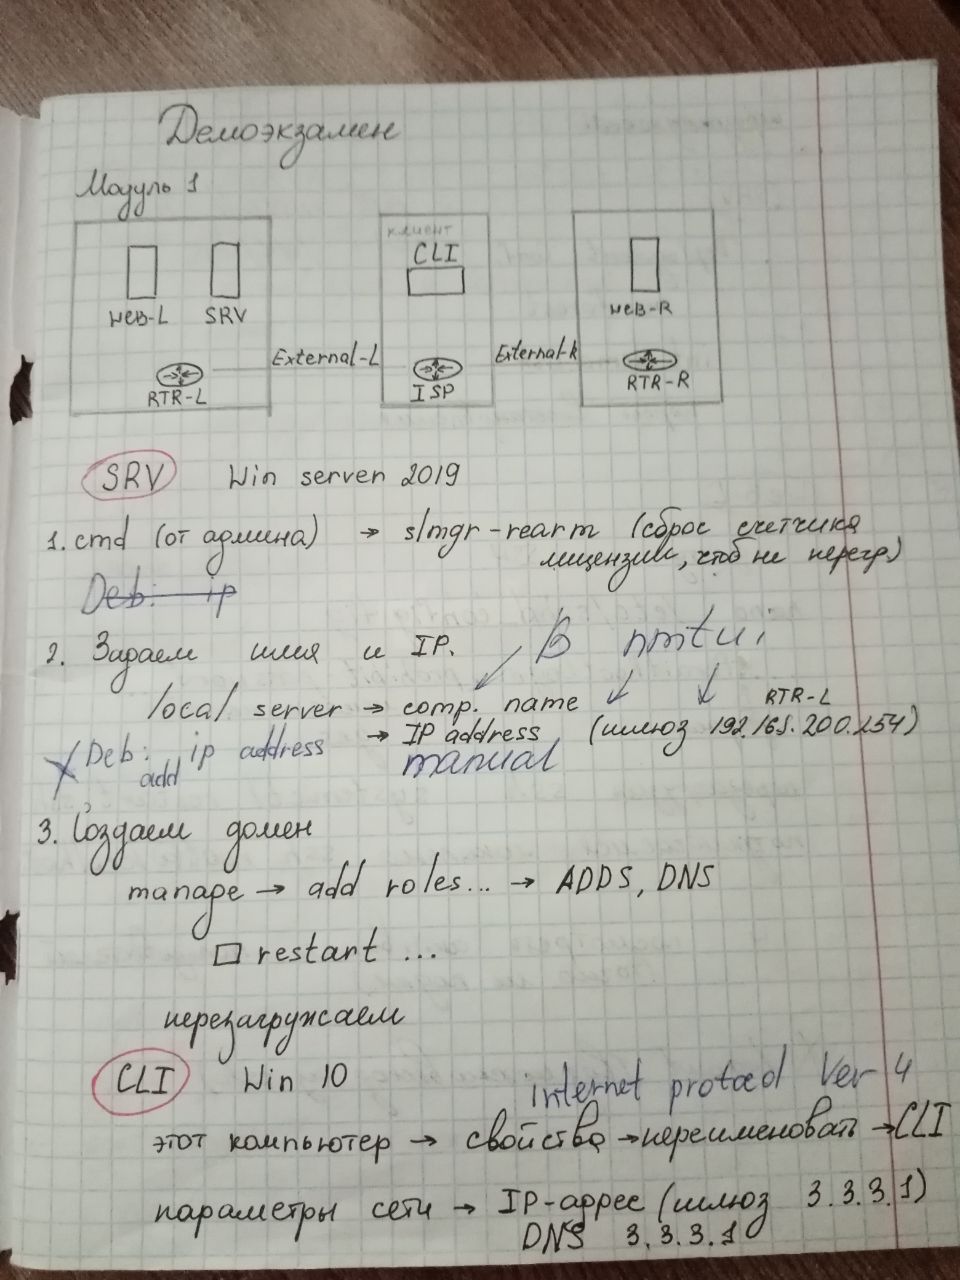 Демоэкзамен
Модуль 1
клиент
CLI
WEB-L SRV
WEB-R
External-L
External-R
RTR-L
ISP
RTR-R
SRV Win server 2019
1. cmd (от админа) → slmgr-rearm (сброс счетчика
лицензии, чтоб не перегр.)
Deb: ip
2. Задаем имя и IP. В nmtui
local server → comp. name
RTR-L
→ IP address (шлюз 192.168.200.254)
Deb: ip address
add
manual
3. Создаем домен
manage → add roles... → ADDS, DNS
□ restart ...
перезагружаем
CLI Win 10
internet protocol Ver 4
этот компьютер → свойства → переименовать → CLI
параметры сети → IP-адрес (шлюз 3.3.3.1)
DNS 3.3.3.1